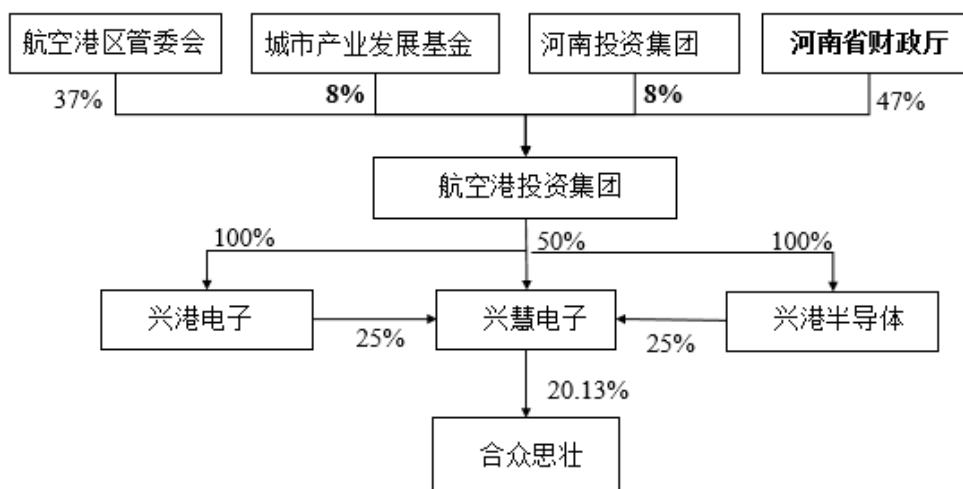 航空港区管委会
城市产业发展基金
河南投资集团
河南省财政厅
37%
8%
8%
47%
航空港投资集团
100%
50%
100%
兴港电子
兴慧电子
兴港半导体
25%
25%
20.13%
合众思壮